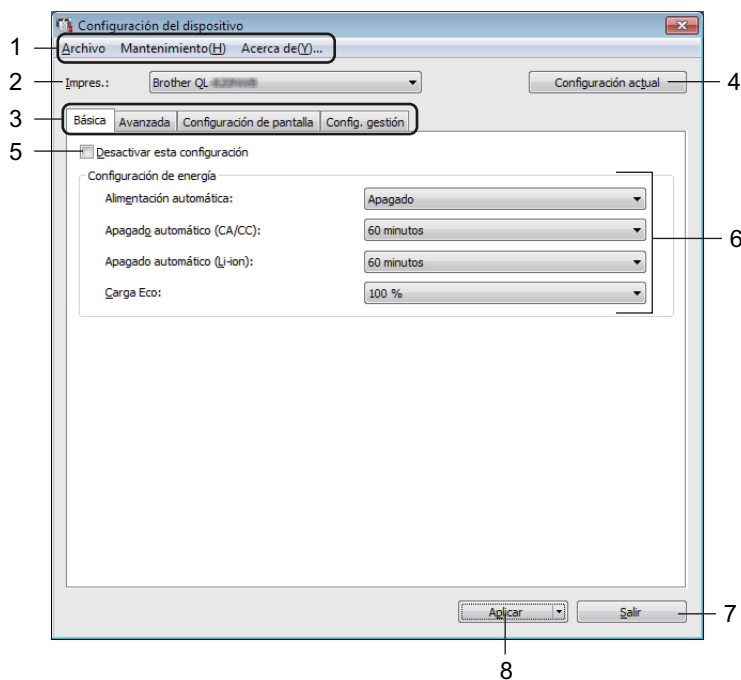 Configuración del dispositivo
1
Archivo Mantenimiento(H) Acerca de(Y)...
2
Impres.: Brother QL
Configuración actual
4
3
Básica Avanzada Configuración de pantalla Config. gestión
5
Desactivar esta configuración
Configuración de energía
Alimentación automática: Apagado
Apagado automático (CA/CC): 60 minutos
6
Apagado automático (Li-ion): 60 minutos
Carga Eco: 100 %
Aplicar Salir
7
8